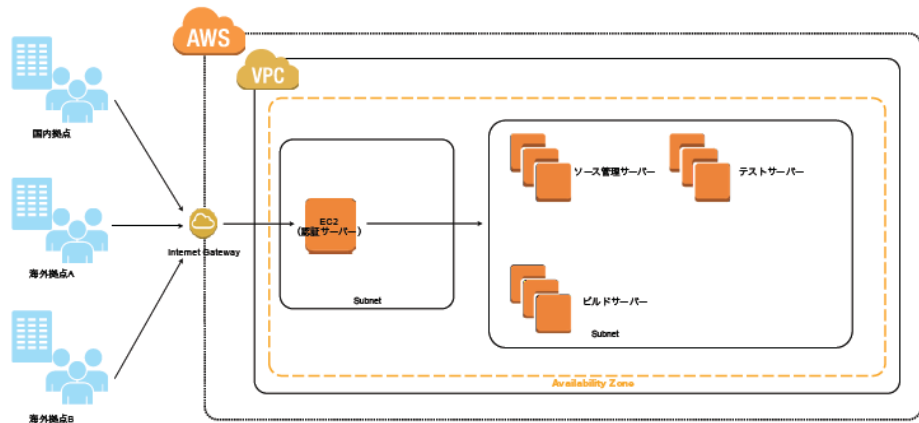 AWS
VPC
国内拠点
ソース管理サーバー
テストサーバー
EC2
（認証サーバー）
Internet Gateway
海外拠点A
Subnet
ビルドサーバー
Subnet
Availability Zone
海外拠点B